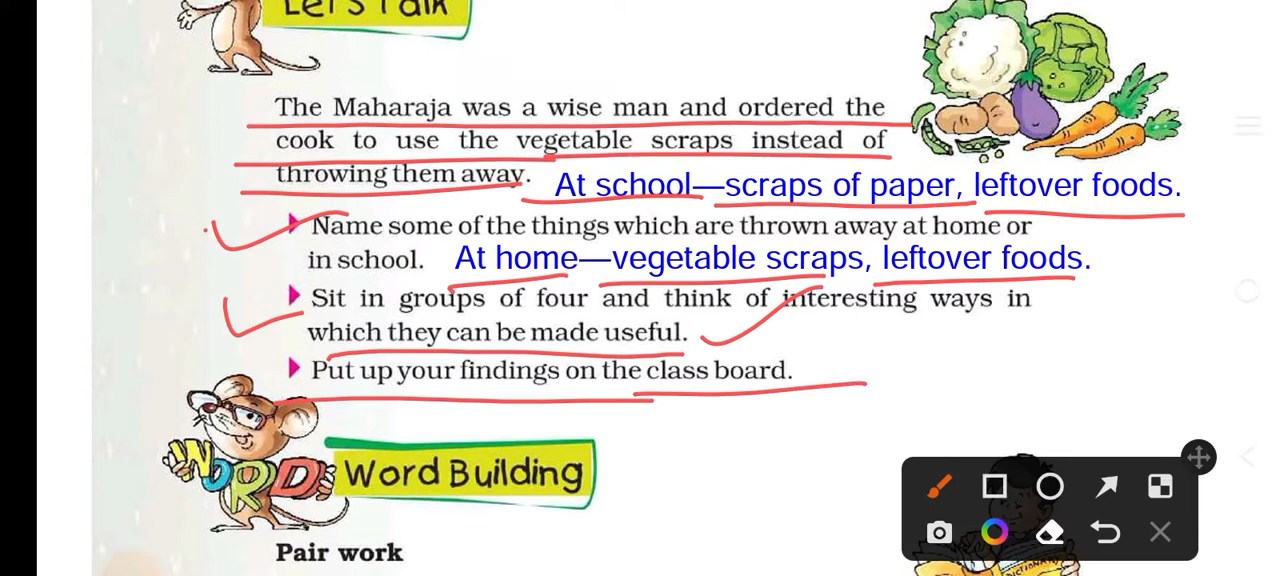 Let's Talk
The Maharaja was a wise man and ordered the
cook to use the vegetable scraps instead of
throwing them away.
At school—scraps of paper, leftover foods.
Name some of the things which are thrown away at home or
in school.
At home—vegetable scraps, leftover foods.
Sit in groups of four and think of interesting ways in
which they can be made useful.
Put up your findings on the class board.
WORD
Word Building
Pair work
DICTIONARY